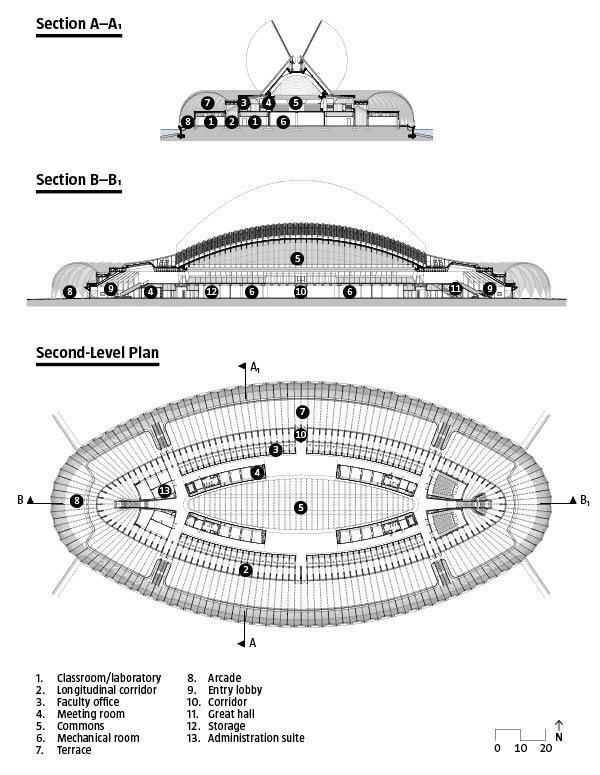 Section A–A₁
7
3
4
5
8
1
2
1
6
Section B–B₁
5
8
9
4
12
6
10
6
11
9
Second-Level Plan
A₁
7
10
3
4
13
B
8
5
B₁
2
A
1. Classroom/laboratory
2. Longitudinal corridor
3. Faculty office
4. Meeting room
5. Commons
6. Mechanical room
7. Terrace
8. Arcade
9. Entry lobby
10. Corridor
11. Great hall
12. Storage
13. Administration suite
N
0 10 20